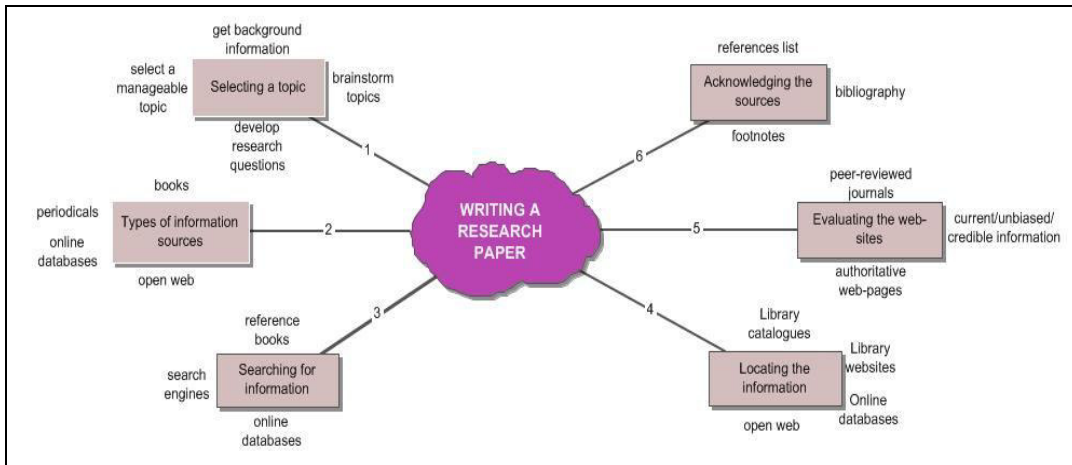 get background
information
select a
manageable
topic
Selecting a topic
brainstorm
topics
develop
research
questions
1
books
periodicals
online
databases
Types of information
sources
open web
2
reference
books
search
engines
Searching for
information
online
databases
3
WRITING A
RESEARCH
PAPER
references list
Acknowledging the
sources
bibliography
footnotes
6
peer-reviewed
journals
Evaluating the web-
sites
current/unbiased/
credible information
authoritative
web-pages
5
Library
catalogues
Library
websites
Locating the
information
Online
databases
open web
4